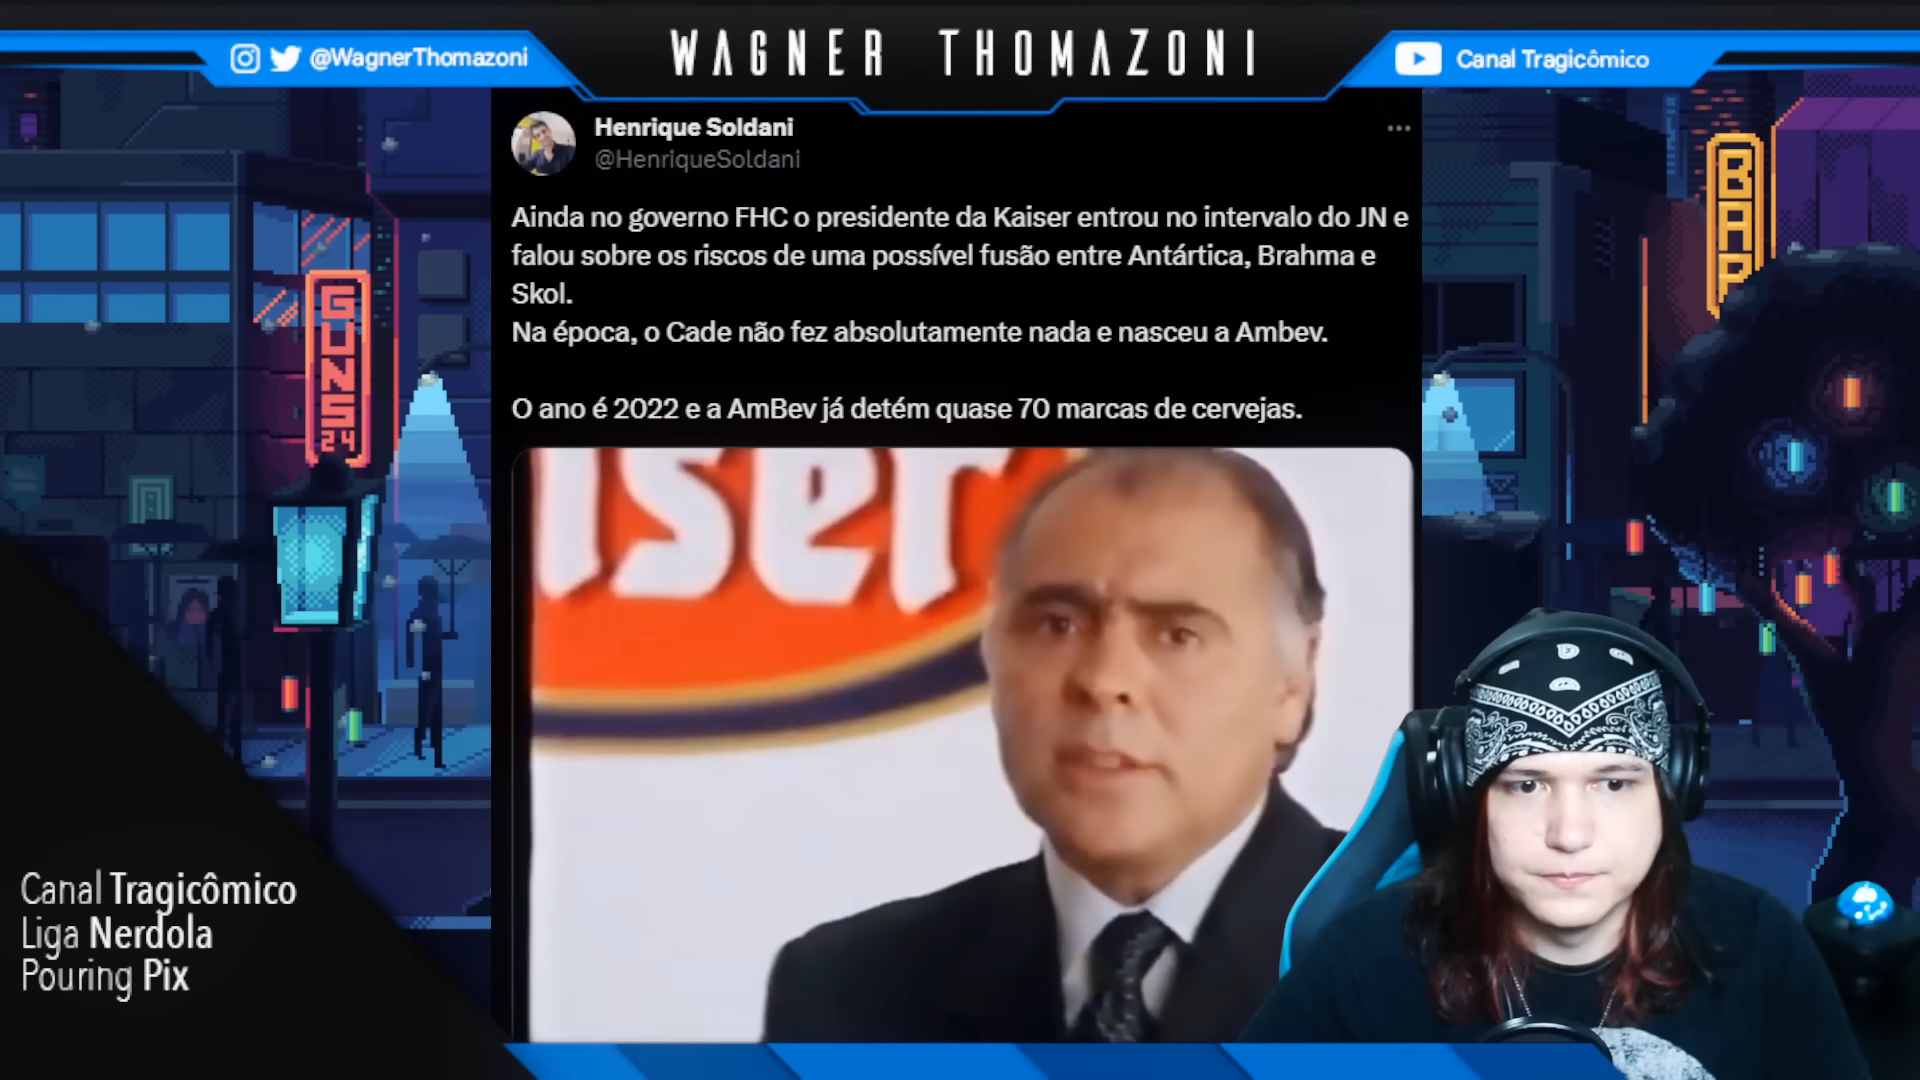 @WagnerThomazoni
WAGNER THOMAZONI
Canal Tragicômico
Henrique Soldani
@HenriqueSoldani
Ainda no governo FHC o presidente da Kaiser entrou no intervalo do JN e
falou sobre os riscos de uma possível fusão entre Antártica, Brahma e
Skol.
Na época, o Cade não fez absolutamente nada e nasceu a Ambev.
O ano é 2022 e a AmBev já detém quase 70 marcas de cervejas.
iser
GUNS
24
BAR
Canal Tragicômico
Liga Nerdola
Pouring Pix